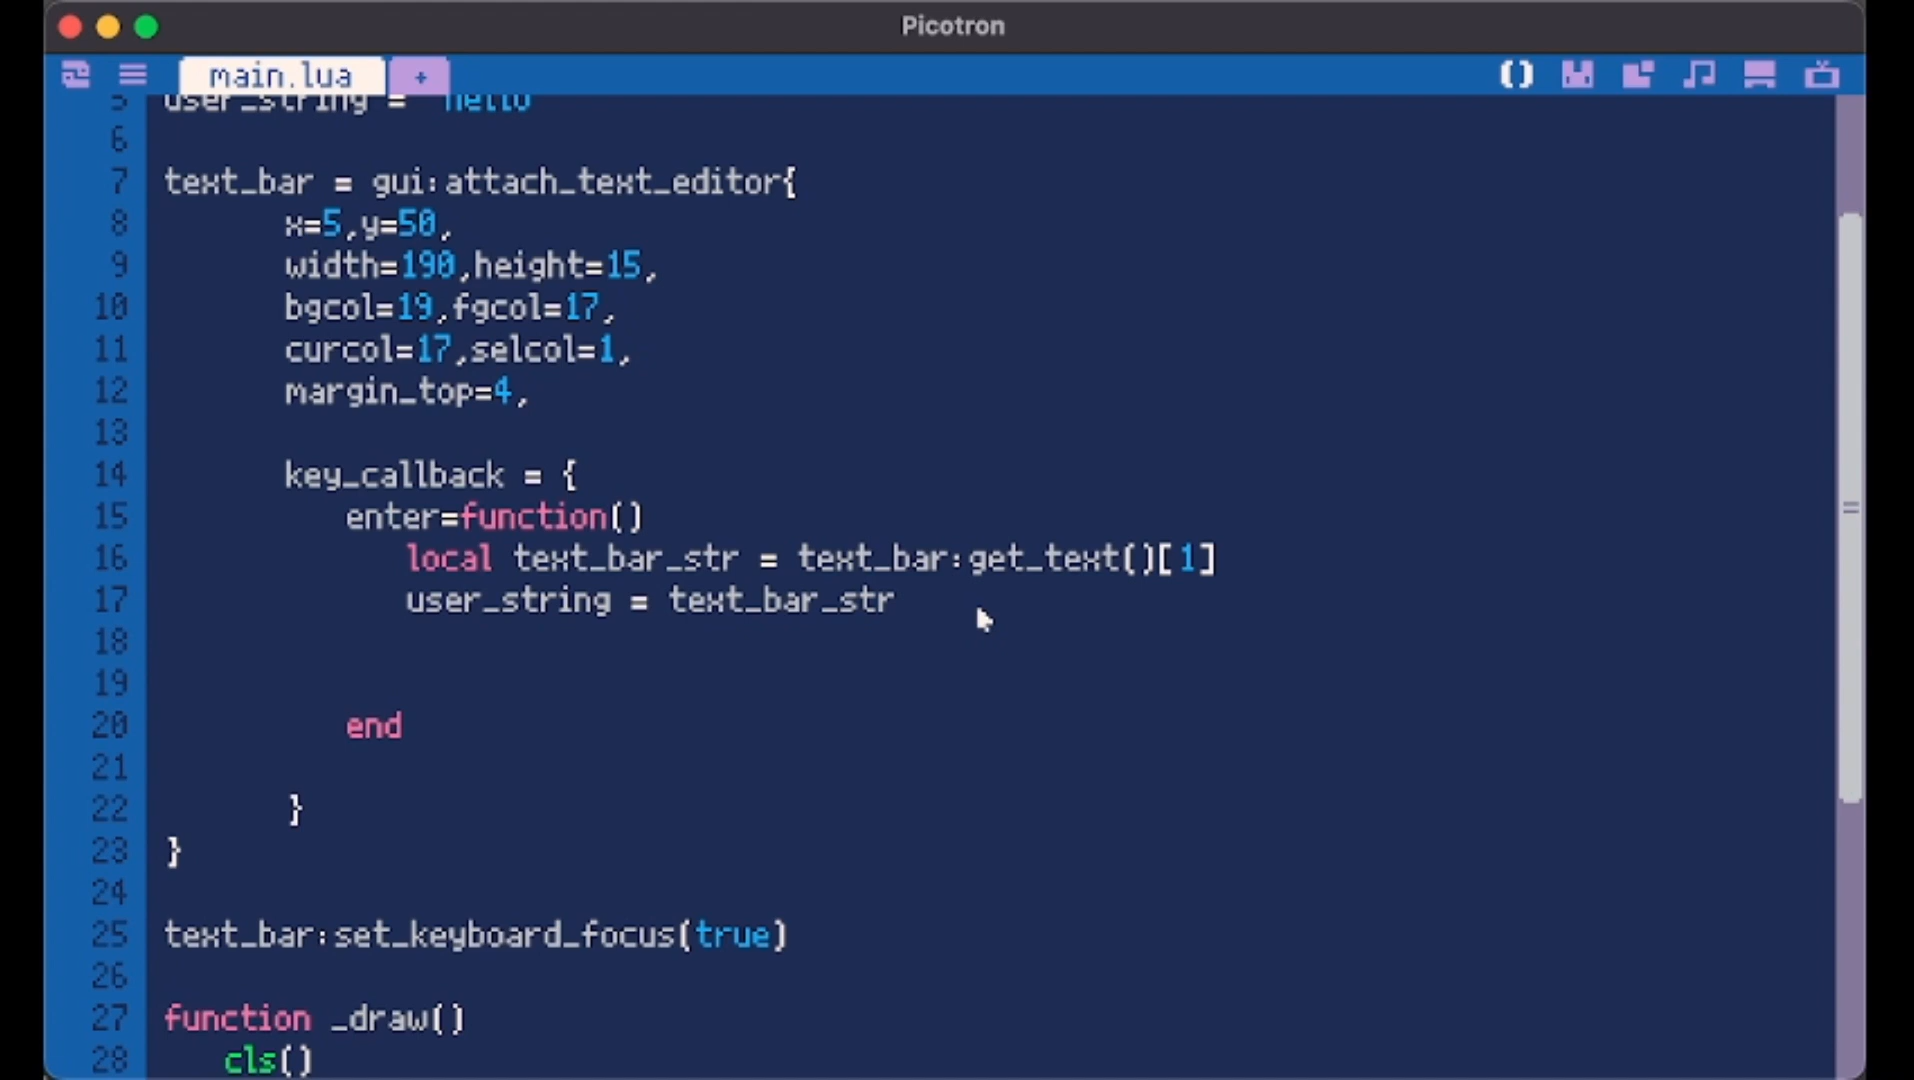 Picotron
main.lua +
5 user_string = "hello"
6
7 text_bar = gui:attach_text_editor{
8 x=5,y=50,
9 width=190,height=15,
10 bgcol=19,fgcol=17,
11 curcol=17,selcol=1,
12 margin_top=4,
13
14 key_callback = {
15 enter=function()
16 local text_bar_str = text_bar:get_text()[1]
17 user_string = text_bar_str
18
19
20 end
21
22 }
23 }
24
25 text_bar:set_keyboard_focus(true)
26
27 function _draw()
28 cls()